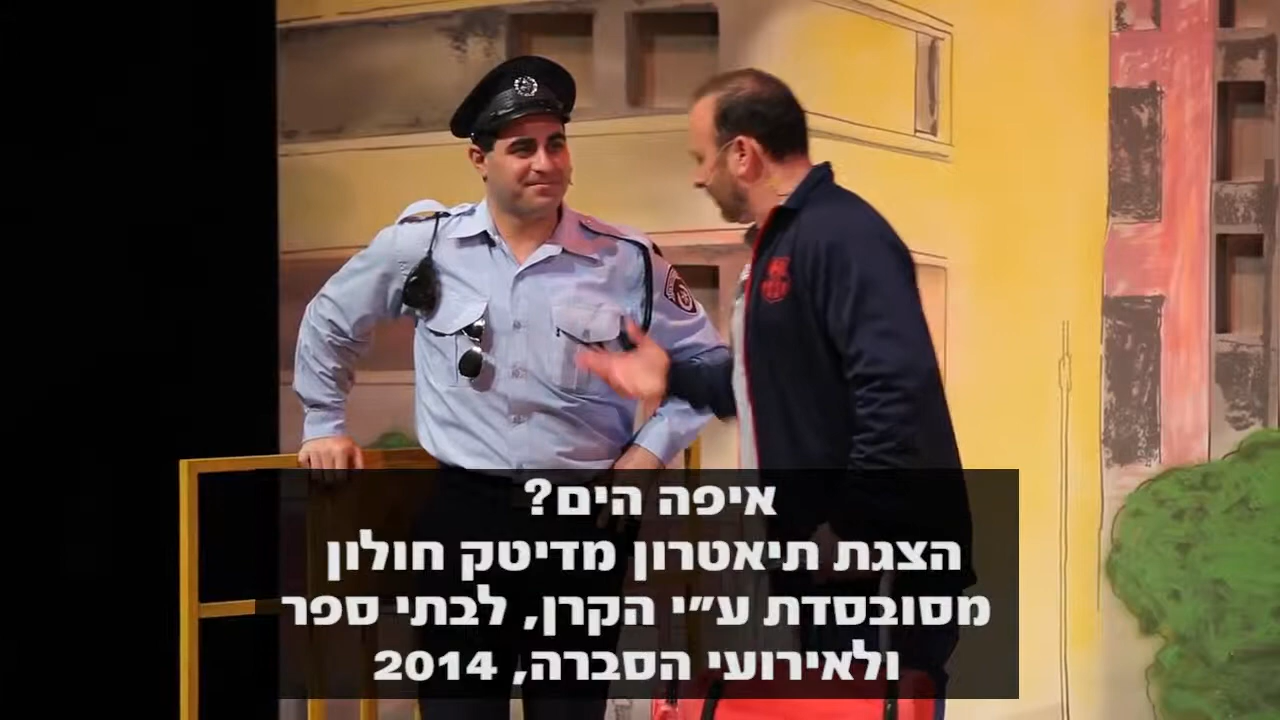 איפה הים?
הצגת תיאטרון מדיטק חולון
מסובסדת ע״י הקרן, לבתי ספר
ולאירועי הסברה, 2014